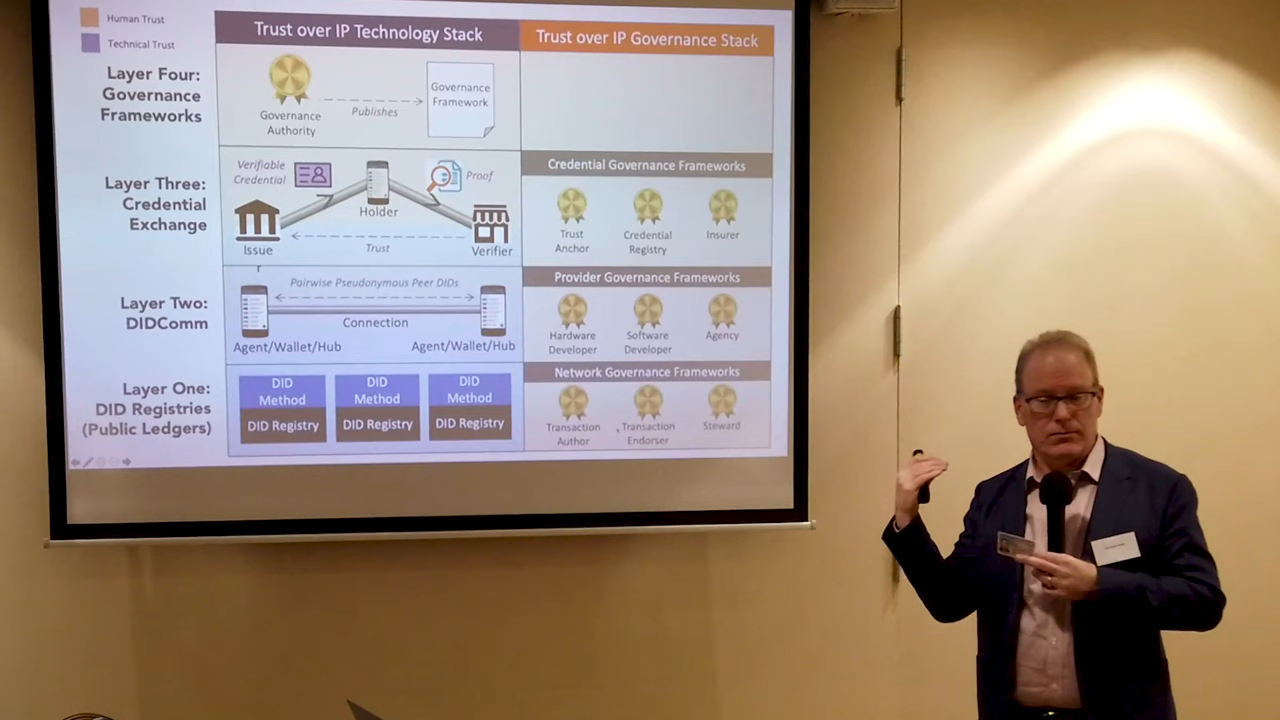 Human Trust
Technical Trust
Trust over IP Technology Stack
Trust over IP Governance Stack
Layer Four:
Governance
Frameworks
Governance
Authority
Publishes
Governance
Framework
Layer Three:
Credential
Exchange
Verifiable
Credential
Proof
Holder
Issue
r
Trust
Verifier
Credential Governance Frameworks
Trust
Anchor
Credential
Registry
Insurer
Layer Two:
DIDComm
Pairwise Pseudonymous Peer DIDs
Connection
Agent/Wallet/Hub
Agent/Wallet/Hub
Provider Governance Frameworks
Hardware
Developer
Software
Developer
Agency
Layer One:
DID Registries
(Public Ledgers)
DID
Method
DID Registry
DID
Method
DID Registry
DID
Method
DID Registry
Network Governance Frameworks
Transaction
Author
Transaction
Endorser
Steward